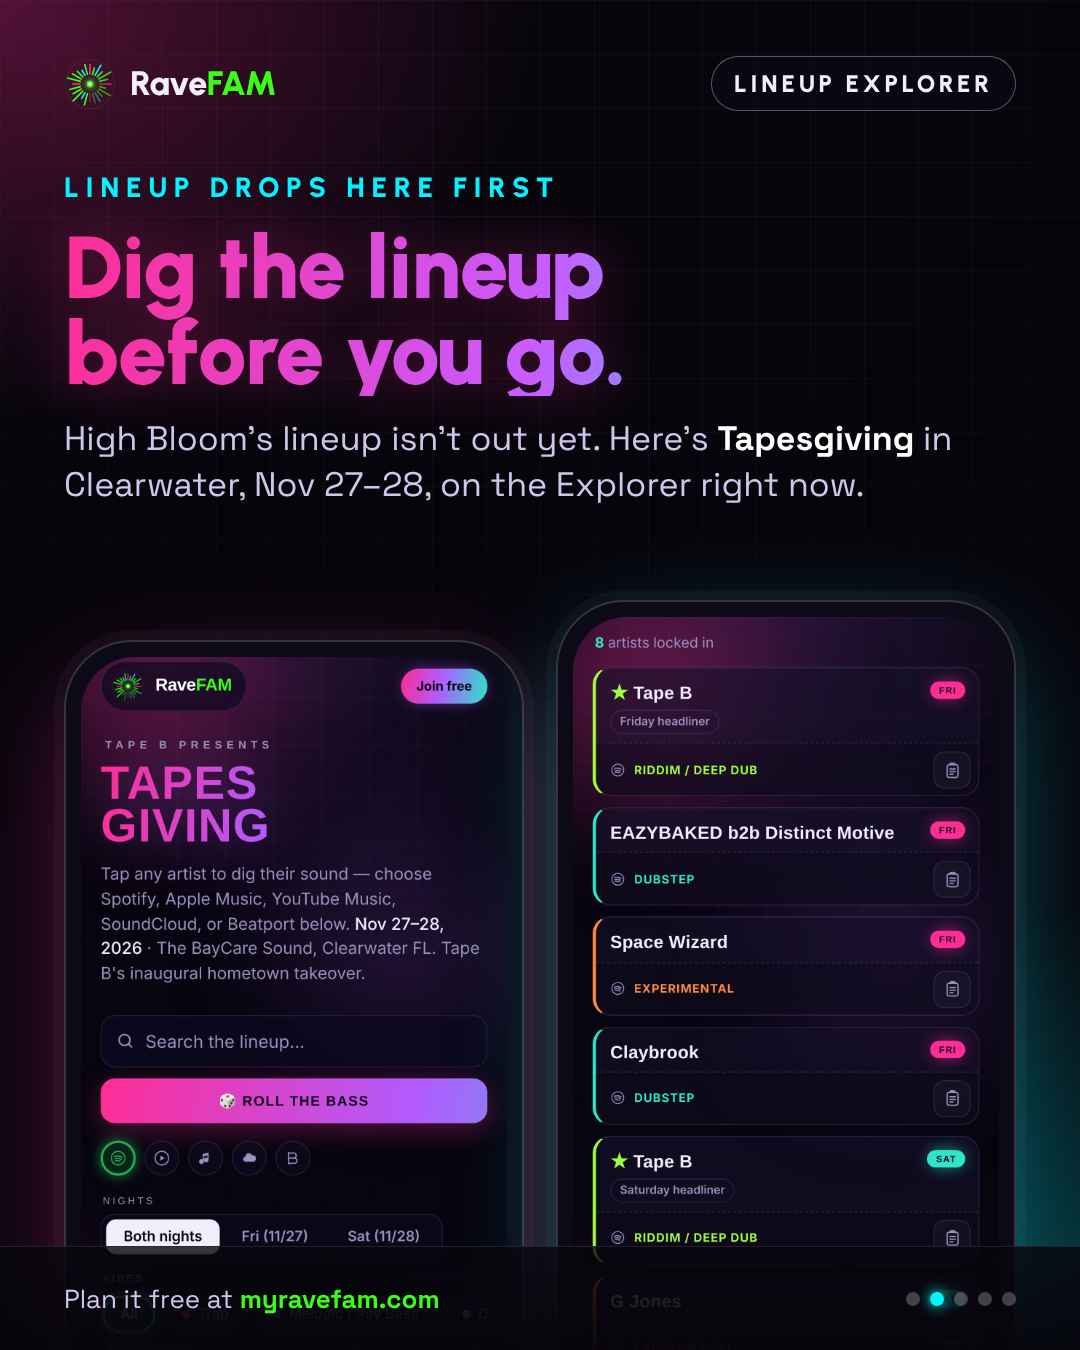 RaveFAM
LINEUP EXPLORER
LINEUP DROPS HERE FIRST
Dig the lineup
before you go.
High Bloom's lineup isn't out yet. Here's Tapesgiving in
Clearwater, Nov 27–28, on the Explorer right now.
RaveFAM
Join free
TAPE B PRESENTS
TAPES
GIVING
Tap any artist to dig their sound — choose
Spotify, Apple Music, YouTube Music,
SoundCloud, or Beatport below. Nov 27–28,
2026 · The BayCare Sound, Clearwater FL. Tape
B's inaugural hometown takeover.
Search the lineup...
🎲 ROLL THE BASS
NIGHTS
Both nights
Fri (11/27)
Sat (11/28)
VIBES
All
Trap
Melodic / Psy Bass
D
8 artists locked in
★ Tape B
FRI
Friday headliner
RIDDIM / DEEP DUB
EAZYBAKED b2b Distinct Motive
FRI
DUBSTEP
Space Wizard
FRI
EXPERIMENTAL
Claybrook
FRI
DUBSTEP
★ Tape B
SAT
Saturday headliner
RIDDIM / DEEP DUB
G Jones
Plan it free at myravefam.com